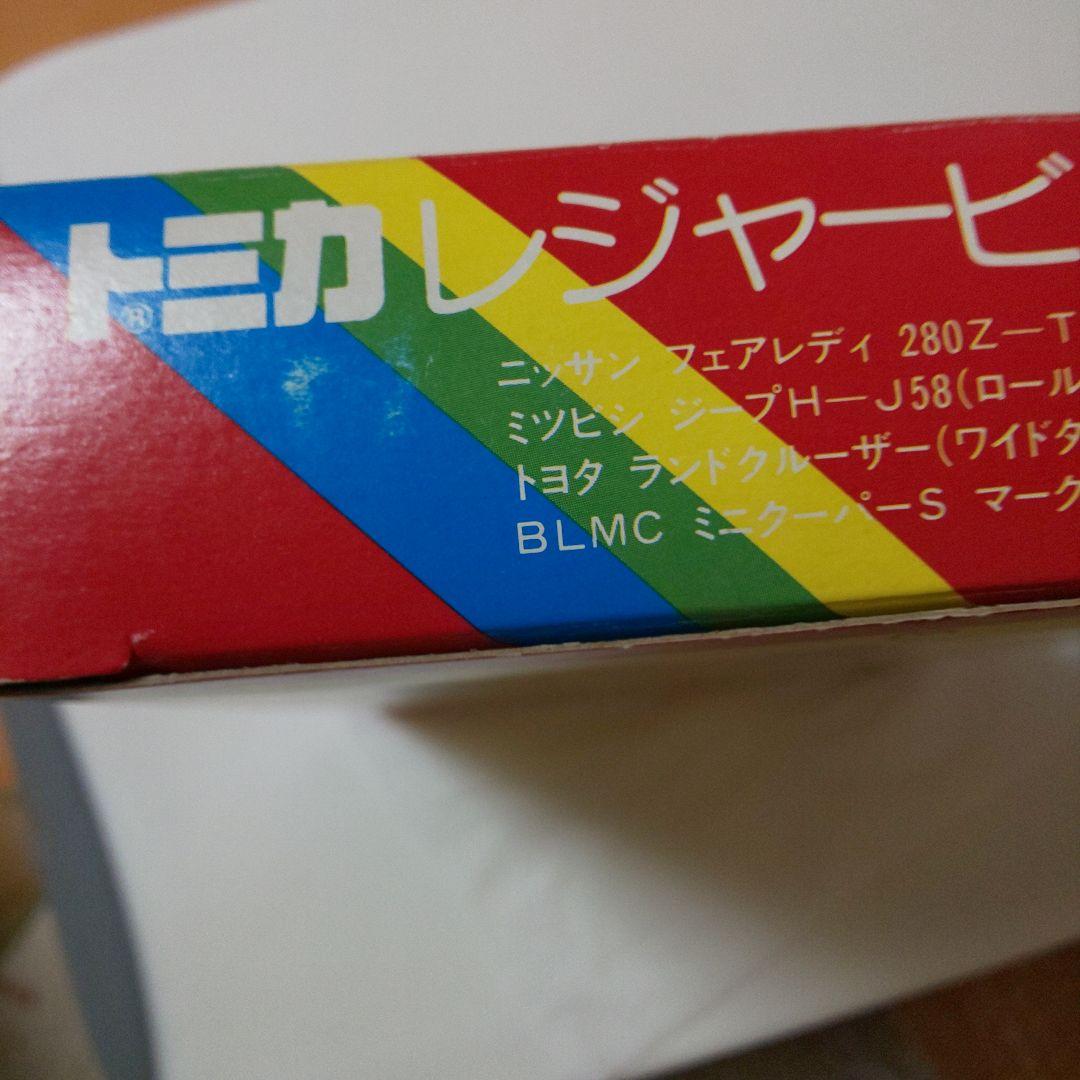 トミカ® レジャービ
ニッサン フェアレディ 280Z—T
ミツビシ ジープH—J58(ロール
トヨタ ランドクルーザー(ワイドタ
BLMC ミニクーパーS マーク